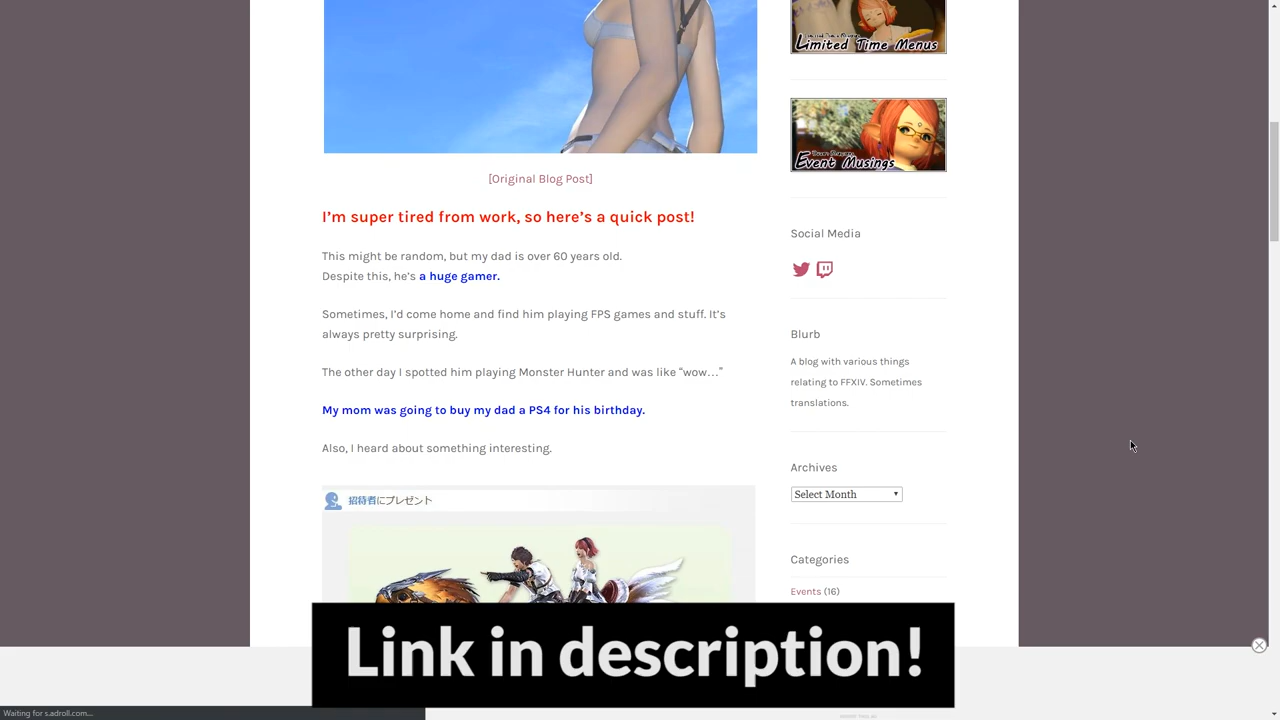 Limited Time Menus
Event Musings
[Original Blog Post]
I'm super tired from work, so here's a quick post!
This might be random, but my dad is over 60 years old.
Despite this, he's a huge gamer.
Sometimes, I'd come home and find him playing FPS games and stuff. It's
always pretty surprising.
The other day I spotted him playing Monster Hunter and was like “wow…”
My mom was going to buy my dad a PS4 for his birthday.
Also, I heard about something interesting.
招待者にプレゼント
Social Media
Blurb
A blog with various things
relating to FFXIV. Sometimes
translations.
Archives
Select Month
Categories
Events (16)
Link in description!
Waiting for s.adroll.com...